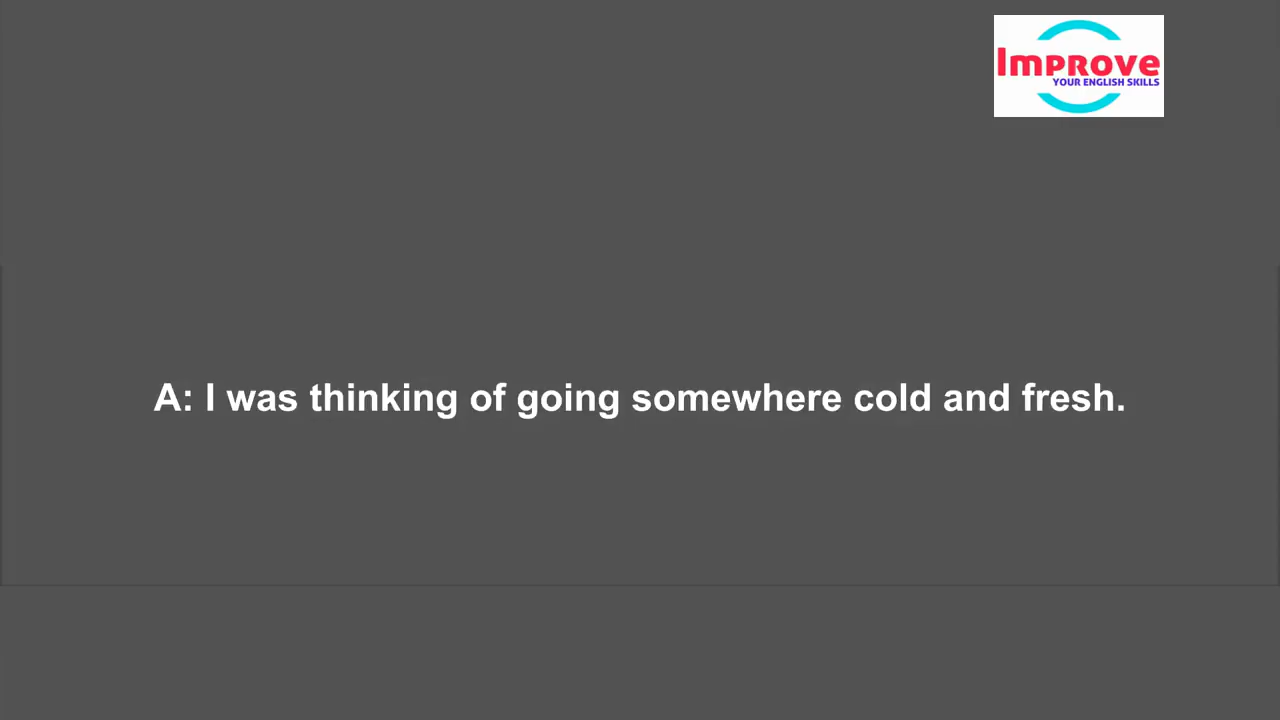 Improve
YOUR ENGLISH SKILLS
A: I was thinking of going somewhere cold and fresh.